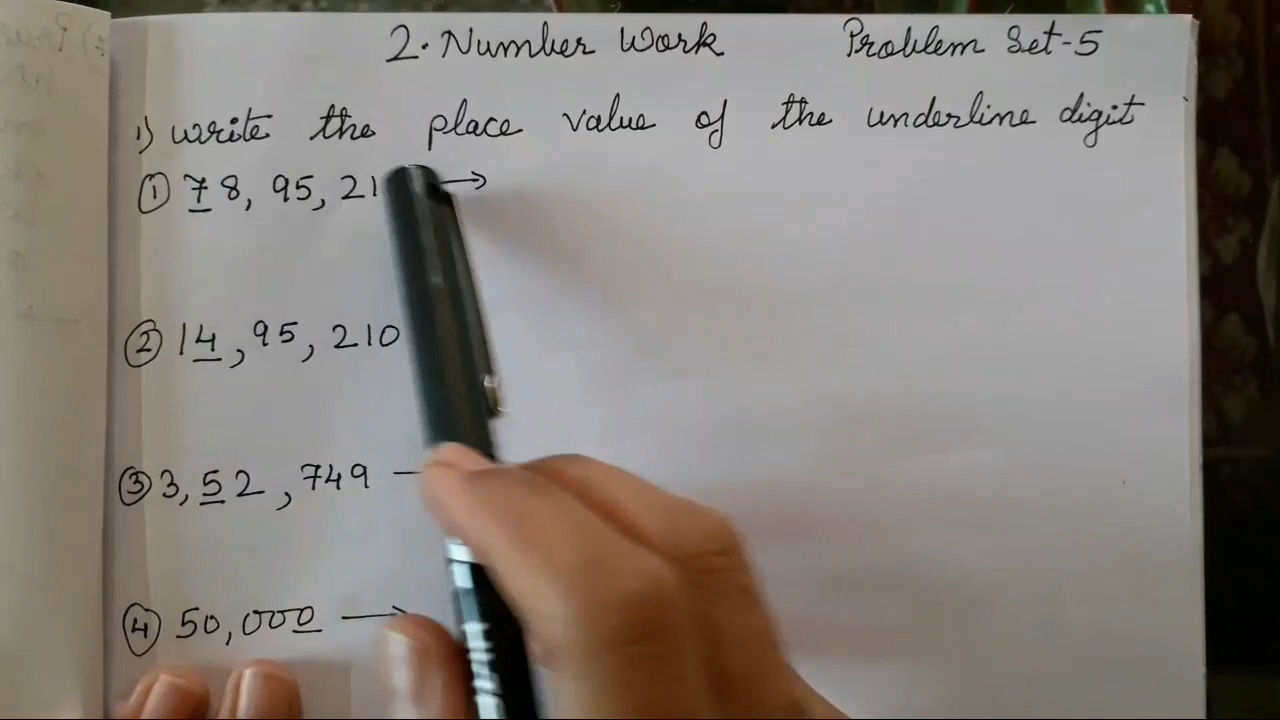 2. Number Work Problem Set-5
1) write the place value of the underline digit
① 78, 95, 21 →
② 14, 95, 210
③ 3, 52, 749 –
④ 50,000 →